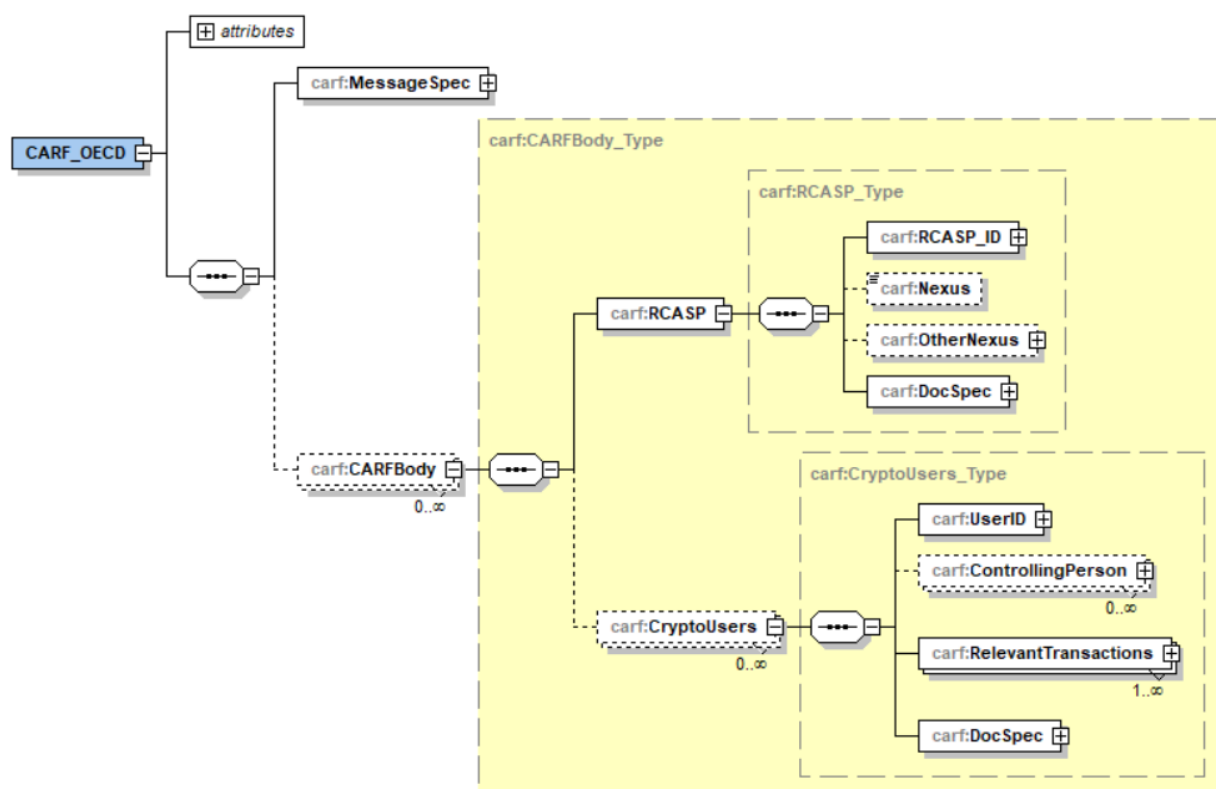 attributes
carf:MessageSpec
CARF_OECD
carf:CARFBody_Type
carf:RCASP_Type
carf:RCASP_ID
carf:Nexus
carf:RCASP
carf:OtherNexus
carf:DocSpec
carf:CARFBody
0..∞
carf:CryptoUsers_Type
carf:UserID
carf:ControllingPerson
0..∞
carf:CryptoUsers
0..∞
carf:RelevantTransactions
1..∞
carf:DocSpec